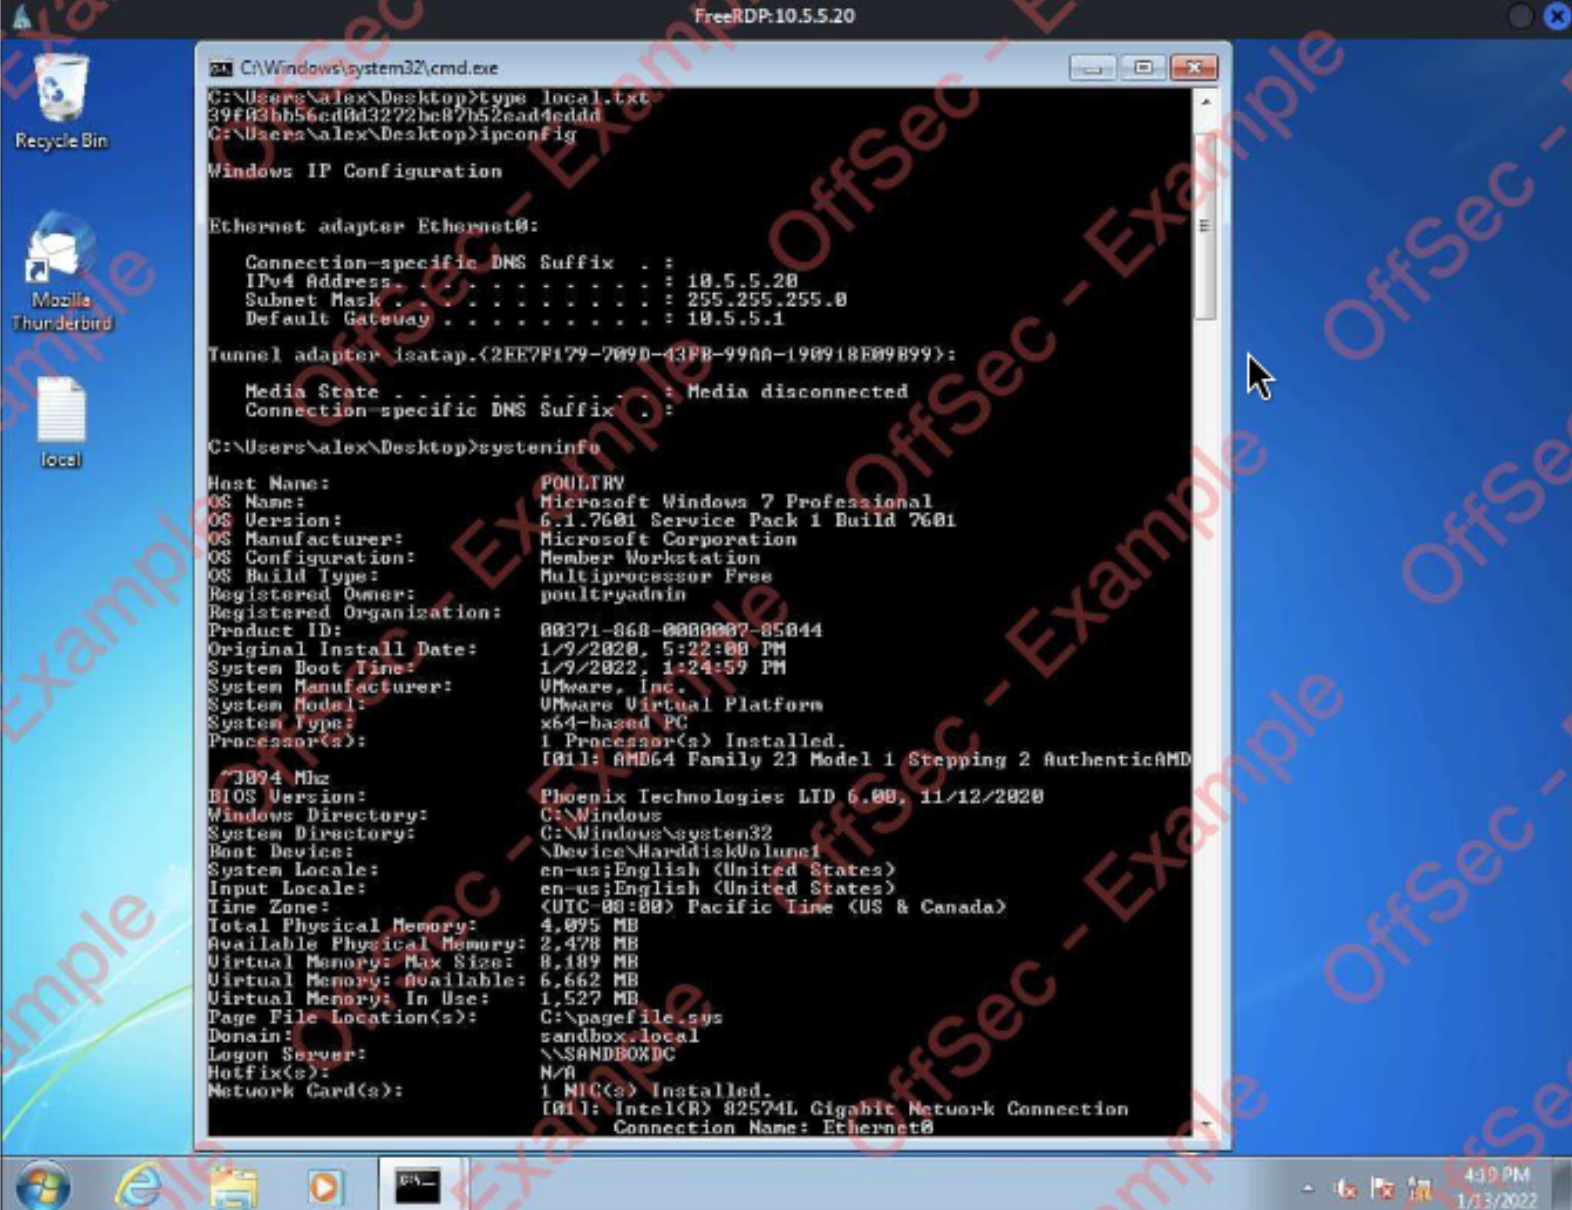 FreeRDP: 10.5.5.20
C:\Windows\system32\cmd.exe
Recycle Bin
Mozilla
Thunderbird
local
C:\Users\alex\Desktop>type local.txt
C:\Users\alex\Desktop>ipconfig
Windows IP Configuration
Ethernet adapter Ethernet0:
Connection-specific DNS Suffix . :
IPv4 Address. . . . . . . . . . . : 10.5.5.20
Subnet Mask . . . . . . . . . . . : 255.255.255.0
Default Gateway . . . . . . . . . : 10.5.5.1
Tunnel adapter isatap.{2EE7F179-709D-43FB-99AA-190918E09B99}:
Media State . . . . . . . . . . . : Media disconnected
Connection-specific DNS Suffix . :
C:\Users\alex\Desktop>systeminfo
Host Name: POULTRY
OS Name: Microsoft Windows 7 Professional
OS Version: 6.1.7601 Service Pack 1 Build 7601
OS Manufacturer: Microsoft Corporation
OS Configuration: Member Workstation
OS Build Type: Multiprocessor Free
Registered Owner: poultryadmin
Registered Organization:
Product ID: 00371-868-0000007-85044
Original Install Date: 1/9/2020, 5:22:00 PM
System Boot Time: 1/9/2022, 1:24:59 PM
System Manufacturer: VMware, Inc.
System Model: VMware Virtual Platform
System Type: x64-based PC
Processor(s): 1 Processor(s) Installed.
[01]: AMD64 Family 23 Model 1 Stepping 2 AuthenticAMD
~3094 Mhz
BIOS Version: Phoenix Technologies LTD 6.00, 11/12/2020
Windows Directory: C:\Windows
System Directory: C:\Windows\system32
Boot Device: \Device\HarddiskVolume1
System Locale: en-us;English (United States)
Input Locale: en-us;English (United States)
Time Zone: (UTC-08:00) Pacific Time (US & Canada)
Total Physical Memory: 4,095 MB
Available Physical Memory: 2,478 MB
Virtual Memory: Max Size: 8,189 MB
Virtual Memory: Available: 6,662 MB
Virtual Memory: In Use: 1,527 MB
Page File Location(s): C:\pagefile.sys
Domain: sandbox.local
Logon Server: \\SANDBOXDC
Hotfix(s): N/A
Network Card(s): 1 NIC(s) Installed.
[01]: Intel(R) 82574L Gigabit Network Connection
Connection Name: Ethernet0
4:19 PM
1/13/2022
OffSec - Example